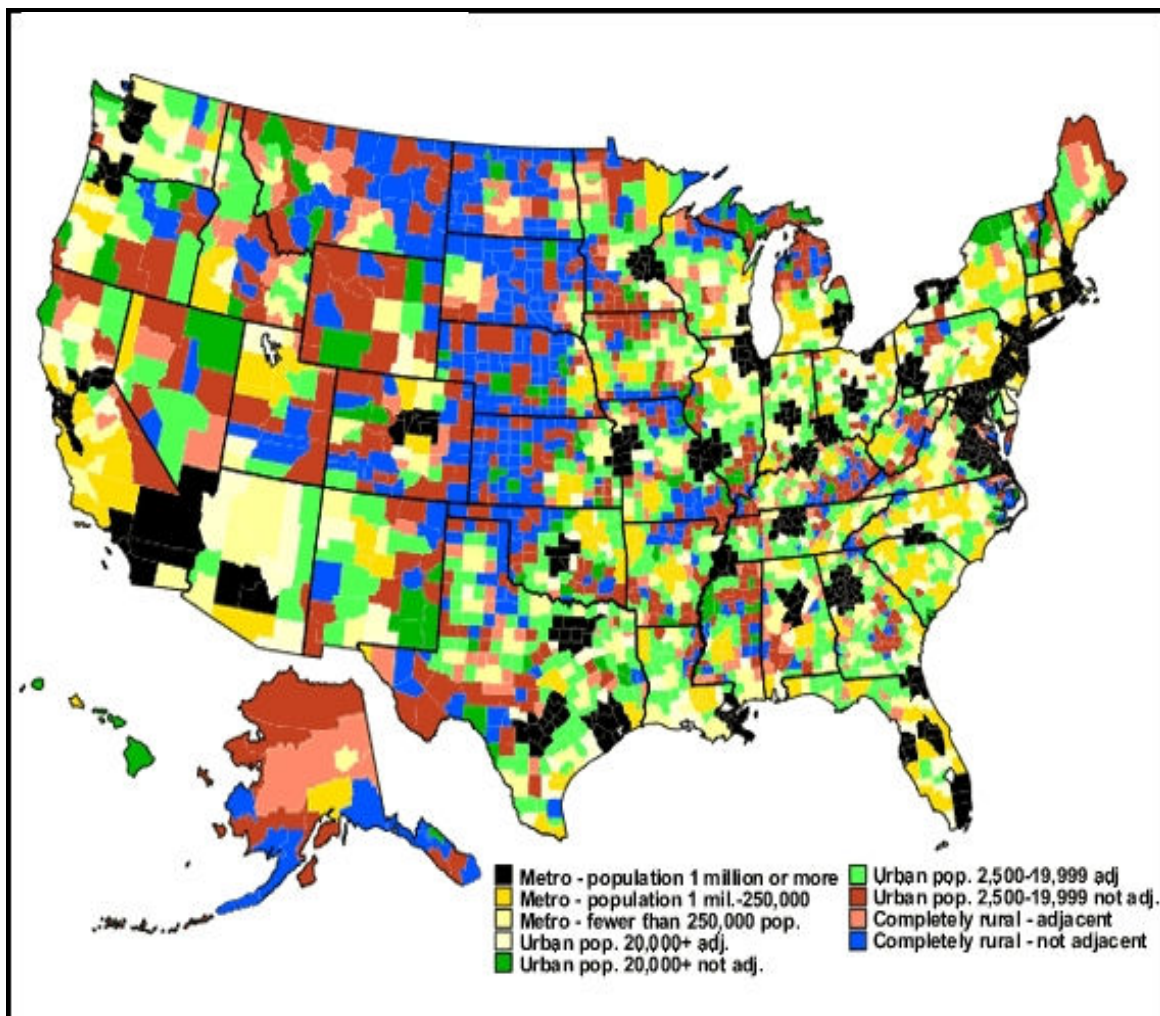 Metro - population 1 million or more
Metro - population 1 mil.-250,000
Metro - fewer than 250,000 pop.
Urban pop. 20,000+ adj.
Urban pop. 20,000+ not adj.
Urban pop. 2,500-19,999 adj
Urban pop. 2,500-19,999 not adj.
Completely rural - adjacent
Completely rural - not adjacent